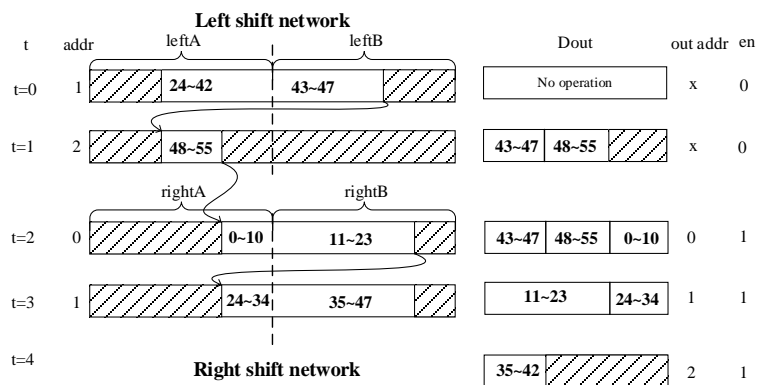 Left shift network
t addr leftA leftB Dout out addr en
t=0 1 24~42 43~47 No operation x 0
t=1 2 48~55 43~47 48~55 x 0
rightA rightB
t=2 0 0~10 11~23 43~47 48~55 0~10 0 1
t=3 1 24~34 35~47 11~23 24~34 1 1
t=4 35~42 2 1
Right shift network